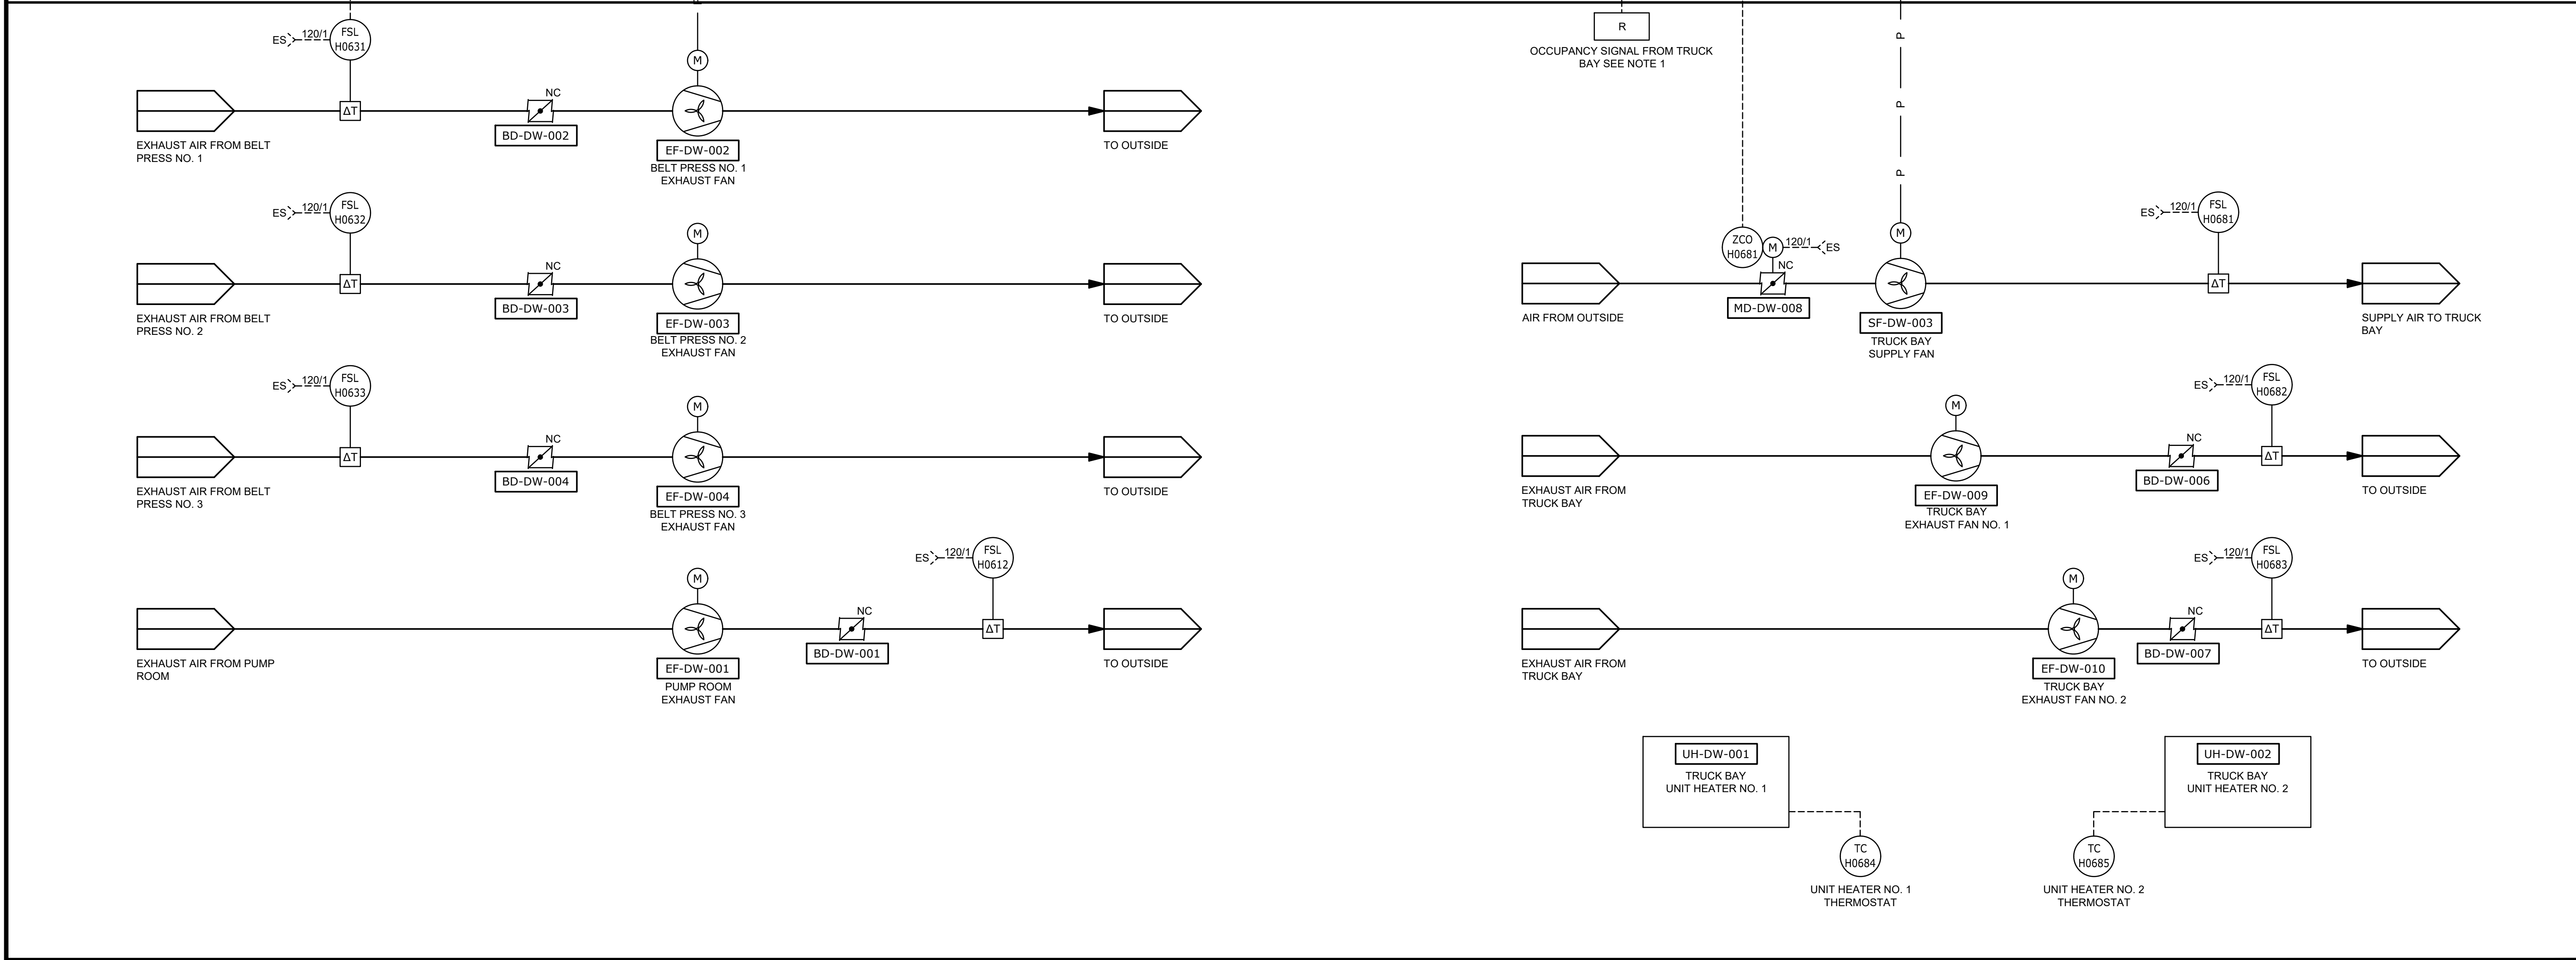 ES
120/1
FSL
H0631
M
NC
ΔT
BD-DW-002
EF-DW-002
BELT PRESS NO. 1
EXHAUST FAN
EXHAUST AIR FROM BELT
PRESS NO. 1
TO OUTSIDE
ES
120/1
FSL
H0632
M
NC
ΔT
BD-DW-003
EF-DW-003
BELT PRESS NO. 2
EXHAUST FAN
EXHAUST AIR FROM BELT
PRESS NO. 2
TO OUTSIDE
ES
120/1
FSL
H0633
M
NC
ΔT
BD-DW-004
EF-DW-004
BELT PRESS NO. 3
EXHAUST FAN
EXHAUST AIR FROM BELT
PRESS NO. 3
TO OUTSIDE
ES
120/1
FSL
H0612
M
NC
ΔT
BD-DW-001
EF-DW-001
PUMP ROOM
EXHAUST FAN
EXHAUST AIR FROM PUMP
ROOM
TO OUTSIDE
R
OCCUPANCY SIGNAL FROM TRUCK
BAY SEE NOTE 1
P
P
P
ZCO
H0681
M
120/1
ES
NC
M
ES
120/1
FSL
H0681
ΔT
AIR FROM OUTSIDE
MD-DW-008
SF-DW-003
TRUCK BAY
SUPPLY FAN
SUPPLY AIR TO TRUCK
BAY
ES
120/1
FSL
H0682
M
NC
ΔT
BD-DW-006
EF-DW-009
TRUCK BAY
EXHAUST FAN NO. 1
EXHAUST AIR FROM
TRUCK BAY
TO OUTSIDE
ES
120/1
FSL
H0683
M
NC
ΔT
BD-DW-007
EF-DW-010
TRUCK BAY
EXHAUST FAN NO. 2
EXHAUST AIR FROM
TRUCK BAY
TO OUTSIDE
UH-DW-001
TRUCK BAY
UNIT HEATER NO. 1
TC
H0684
UNIT HEATER NO. 1
THERMOSTAT
UH-DW-002
TRUCK BAY
UNIT HEATER NO. 2
TC
H0685
UNIT HEATER NO. 2
THERMOSTAT